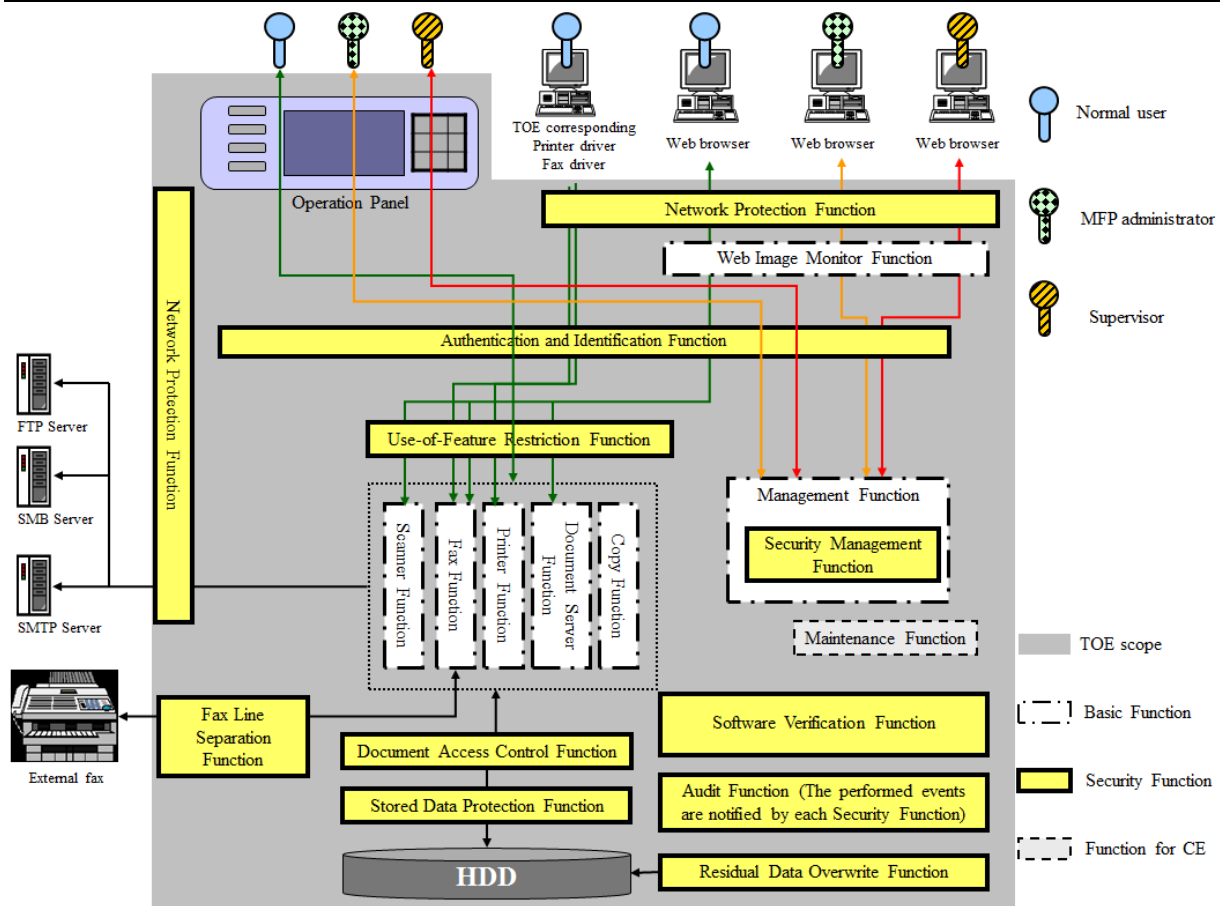 TOE corresponding
Printer driver
Fax driver
Web browser
Web browser
Web browser
Normal user
Operation Panel
Network Protection Function
MFP administrator
Web Image Monitor Function
Supervisor
Authentication and Identification Function
Network Protection Function
FTP Server
Use-of-Feature Restriction Function
SMB Server
Management Function
Security Management
Function
Scanner Function
Fax Function
Printer Function
Document Server
Function
Copy Function
SMTP Server
Maintenance Function
TOE scope
Fax Line
Separation
Function
External fax
Basic Function
Software Verification Function
Document Access Control Function
Security Function
Audit Function (The performed events
are notified by each Security Function)
Stored Data Protection Function
Function for CE
HDD
Residual Data Overwrite Function